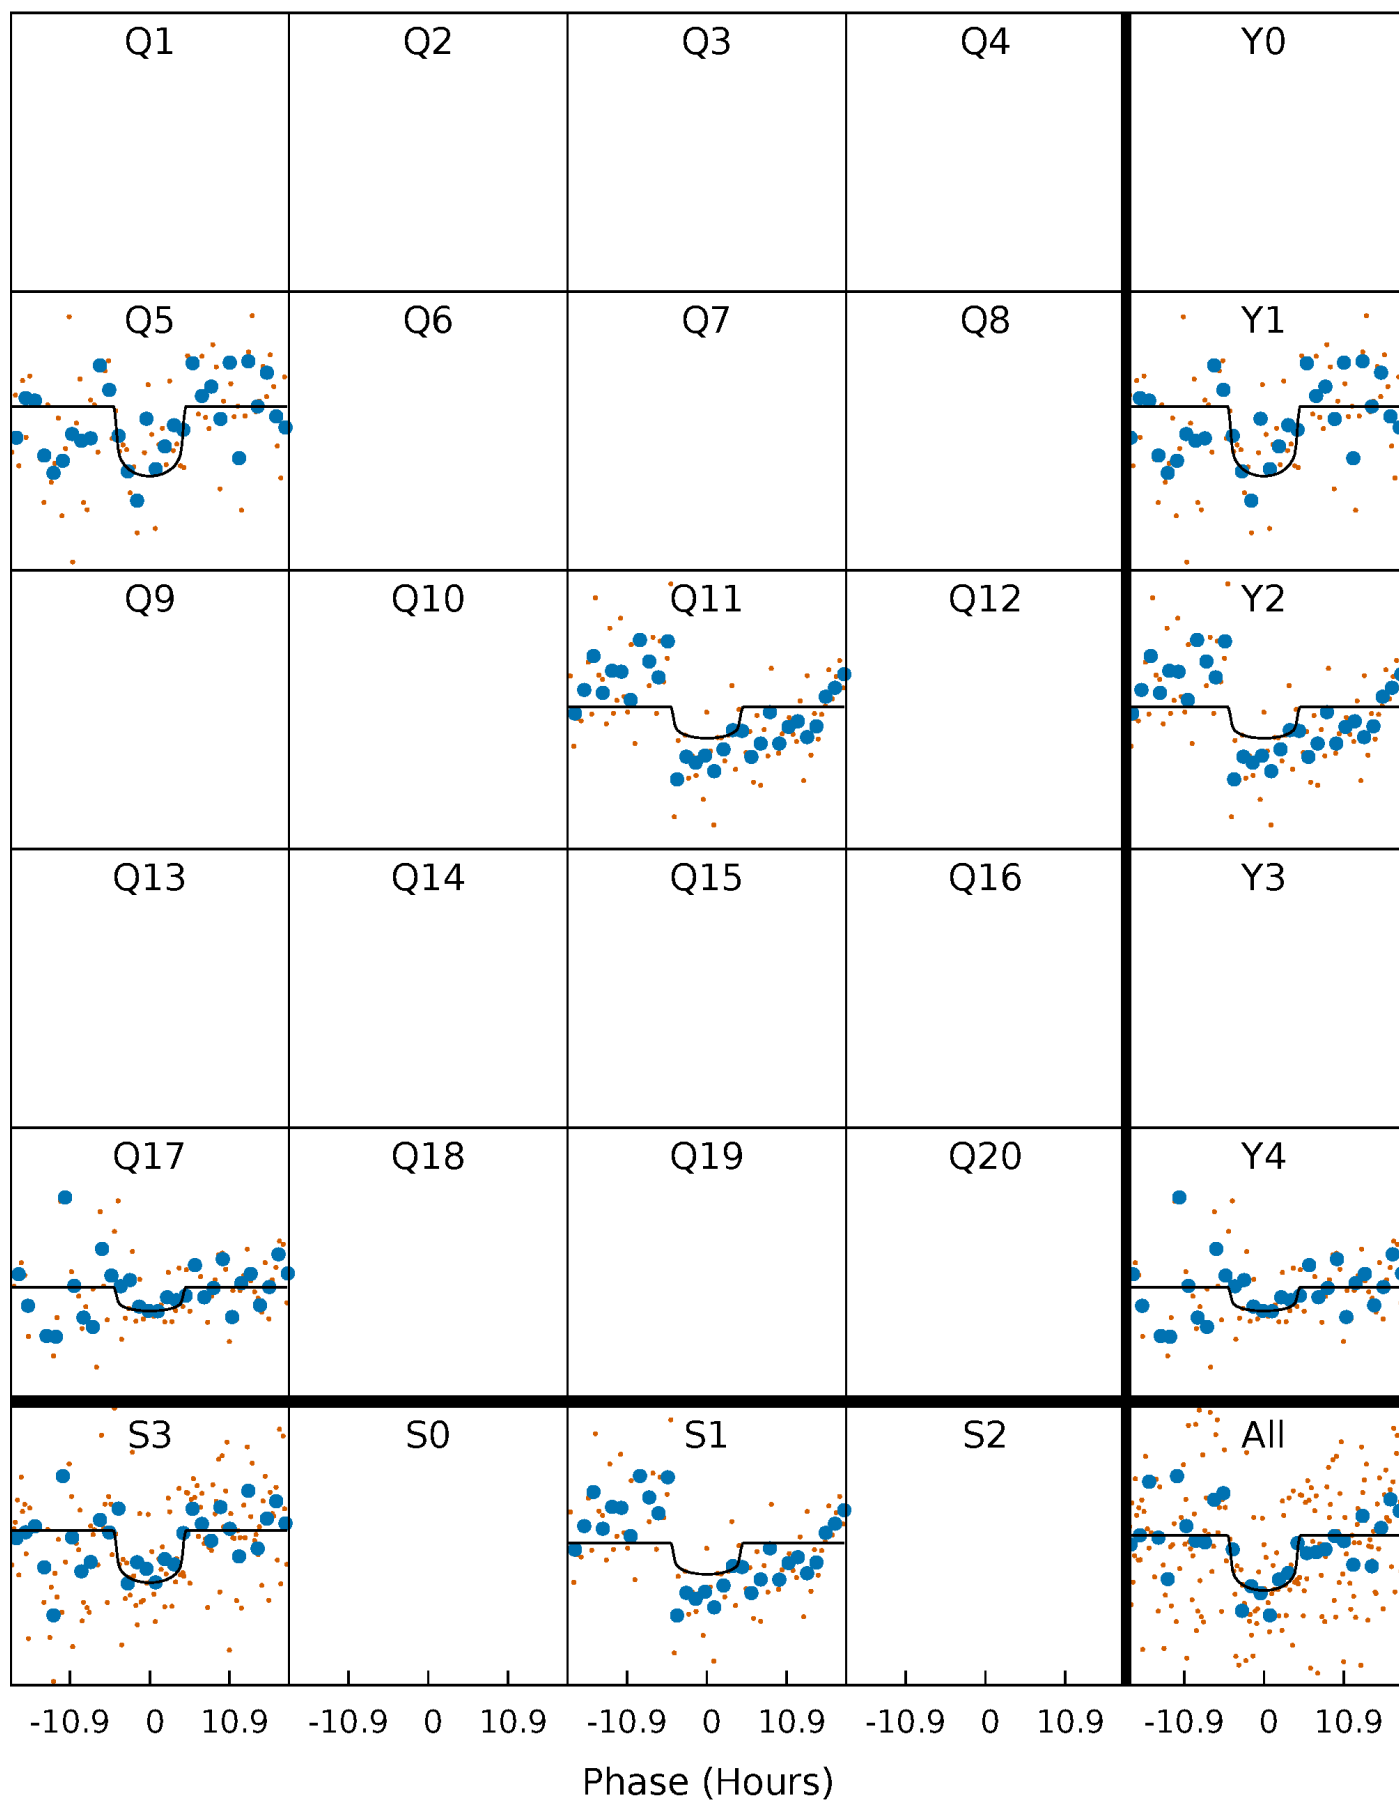 Q1 Q2 Q3 Q4 Y0
Q5 Q6 Q7 Q8 Y1
Q9 Q10 Q11 Q12 Y2
Q13 Q14 Q15 Q16 Y3
Q17 Q18 Q19 Q20 Y4
S3 S0 S1 S2 All
-10.9 0 10.9 -10.9 0 10.9 -10.9 0 10.9 -10.9 0 10.9 -10.9 0 10.9
Phase (Hours)